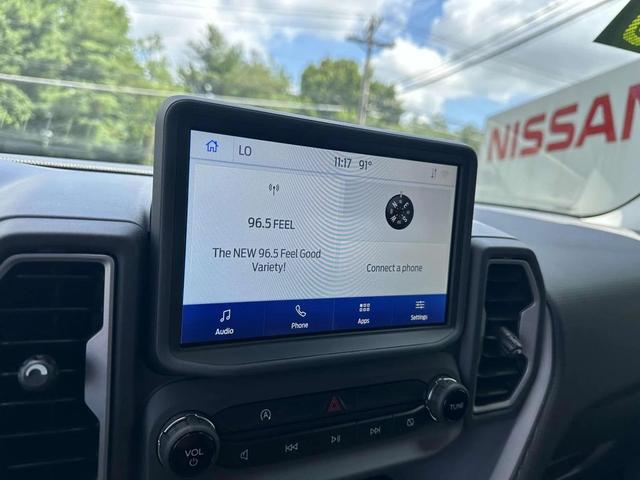 LO
11:17 91°
NISSAN
96.5 FEEL
The NEW 96.5 Feel Good
Variety!
Connect a phone
Audio
Phone
Apps
Settings
VOL
TUNE